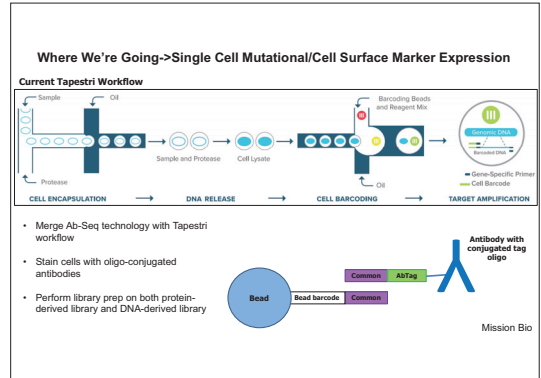 Where We're Going->Single Cell Mutational/Cell Surface Marker Expression
Current Tapestri Workflow
Sample
Oil
Barcoding Beads
and Reagent Mix
Genomic DNA
Barcoded DNA
Sample and Protease
Cell Lysate
Protease
Oil
Gene-Specific Primer
Cell Barcode
CELL ENCAPSULATION
DNA RELEASE
CELL BARCODING
TARGET AMPLIFICATION
• Merge Ab-Seq technology with Tapestri
workflow
• Stain cells with oligo-conjugated
antibodies
• Perform library prep on both protein-
derived library and DNA-derived library
Antibody with
conjugated tag
oligo
Common
AbTag
Bead
Bead barcode
Common
Mission Bio